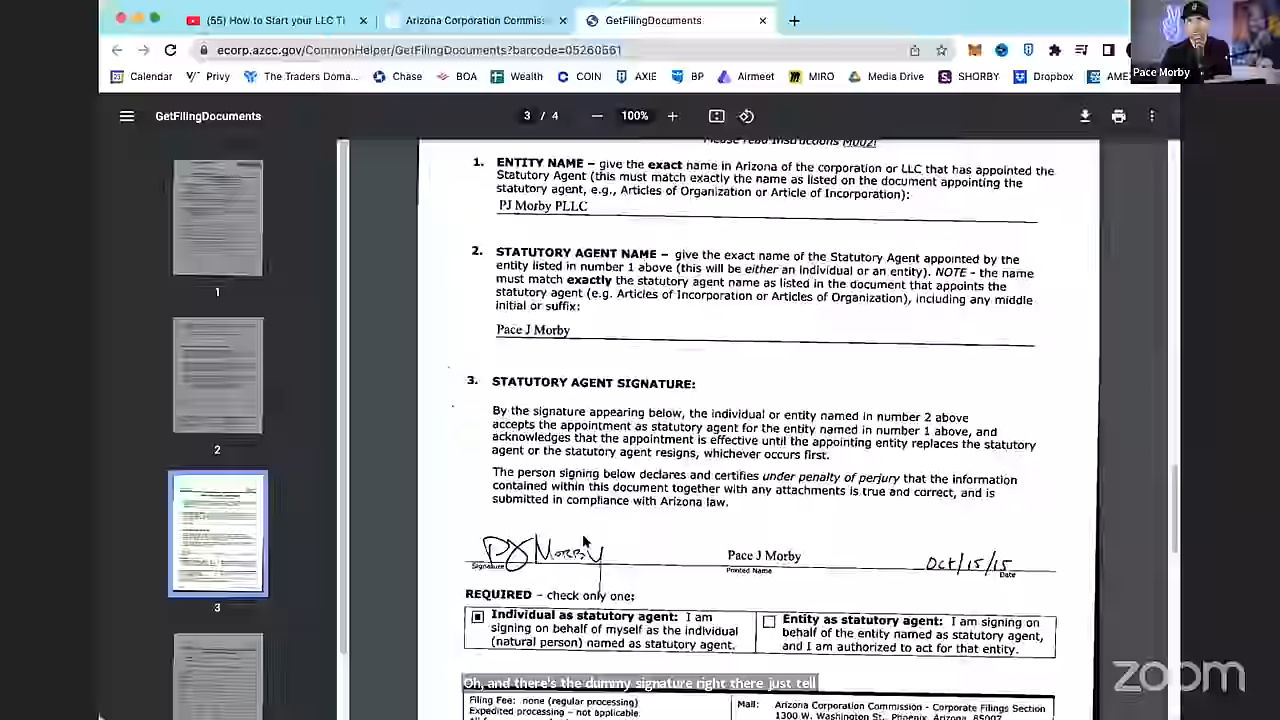 (55) How to Start your LLC Ti
Arizona Corporation Commiss
GetFilingDocuments
ecorp.azcc.gov/CommonHelper/GetFilingDocuments?barcode=05260561
Calendar Privy The Traders Doma... Chase BOA Wealth COIN AXIE BP Airmeet MIRO Media Drive SHORBY Dropbox AME
Pace Morby
GetFilingDocuments
3 / 4
100%
Please read Instructions M002i
1. ENTITY NAME – give the exact name in Arizona of the corporation or LLC that has appointed the
Statutory Agent (this must match exactly the name as listed on the document appointing the
statutory agent, e.g., Articles of Organization or Article of Incorporation):
PJ Morby PLLC
2. STATUTORY AGENT NAME – give the exact name of the Statutory Agent appointed by the
entity listed in number 1 above (this will be either an individual or an entity). NOTE - the name
must match exactly the statutory agent name as listed in the document that appoints the
statutory agent (e.g. Articles of Incorporation or Articles of Organization), including any middle
initial or suffix:
Pace J Morby
3. STATUTORY AGENT SIGNATURE:
By the signature appearing below, the individual or entity named in number 2 above
accepts the appointment as statutory agent for the entity named in number 1 above, and
acknowledges that the appointment is effective until the appointing entity replaces the statutory
agent or the statutory agent resigns, whichever occurs first.
The person signing below declares and certifies under penalty of perjury that the information
contained within this document together with any attachments is true and correct, and is
submitted in compliance with Arizona law.
PJ Morby Pace J Morby Oct/15/15
Signature Printed Name Date
REQUIRED – check only one:
Individual as statutory agent: I am
signing on behalf of myself as the individual
(natural person) named as statutory agent.
Entity as statutory agent: I am signing on
behalf of the entity named as statutory agent,
and I am authorized to act for that entity.
Oh, and there's the dummy signature right there just tell
Filing Fee: none (regular processing)
Expedited processing – not applicable.
Mail: Arizona Corporation Commission - Corporate Filings Section
1300 W. Washington St., Phoenix, Arizona 85007
1
2
3
zoom